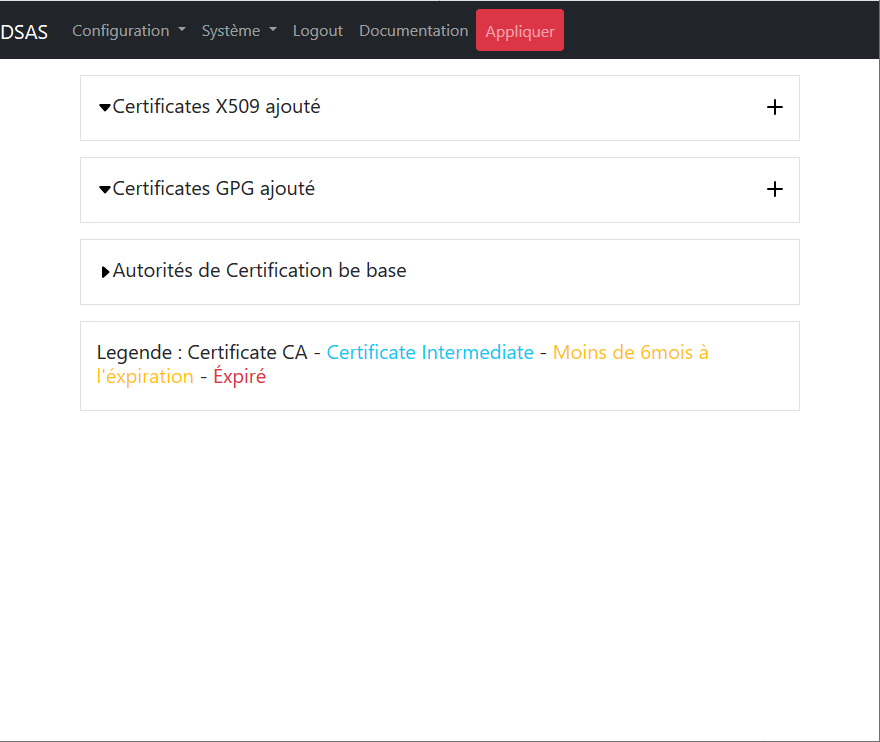 DSAS Configuration Système Logout Documentation Appliquer
Certificates X509 ajouté
Certificates GPG ajouté
Autorités de Certification be base
Legende : Certificate CA - Certificate Intermediate - Moins de 6mois à
l'éxpiration - Éxpiré